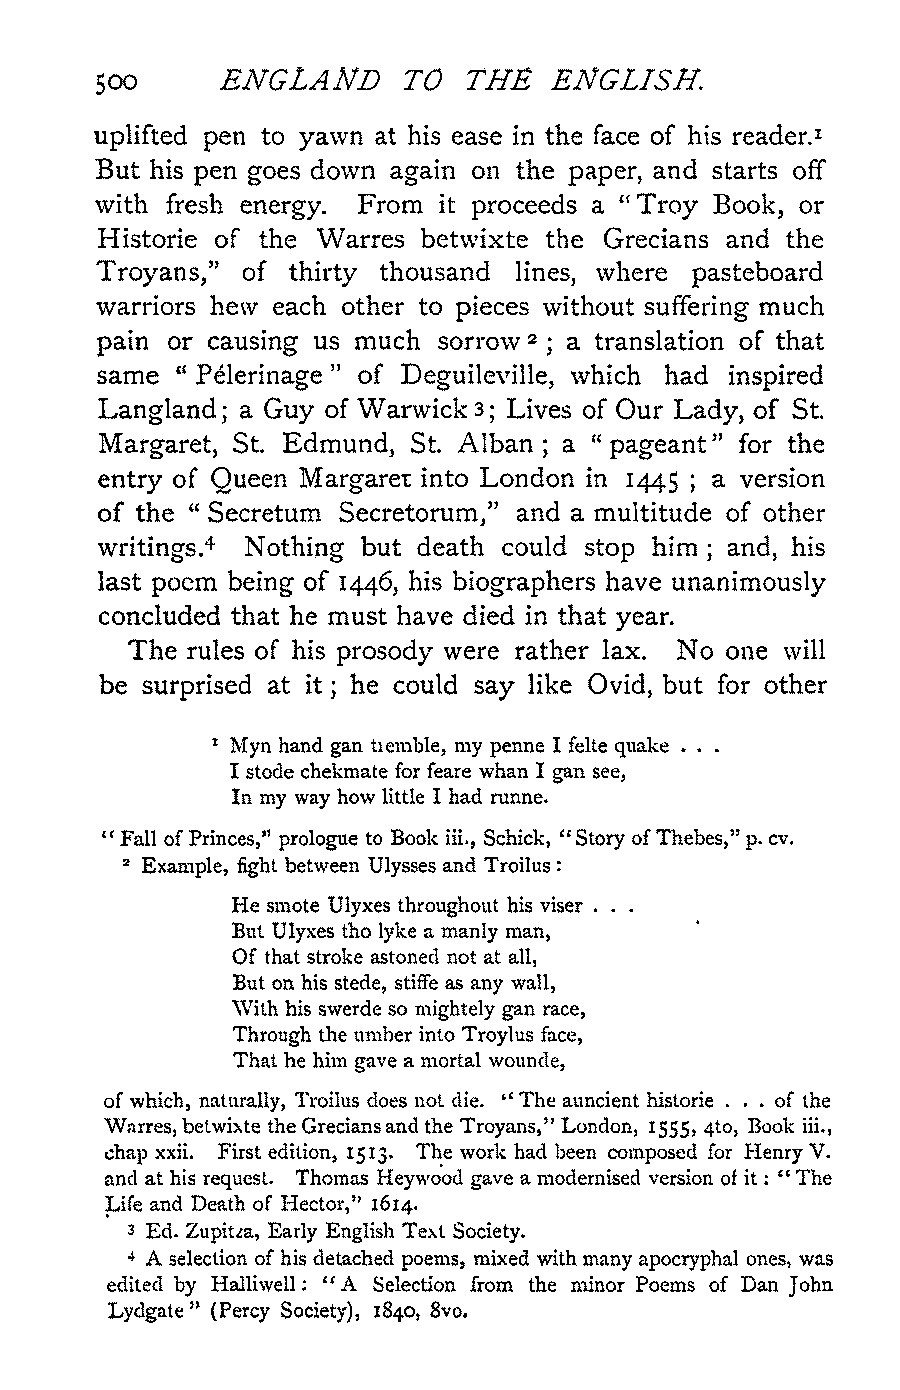 500 ENGLAND TO THE ENGLISH.
uplifted pen to yawn at his ease in the face of his reader.¹
But his pen goes down again on the paper, and starts off
with fresh energy. From it proceeds a “Troy Book, or
Historie of the Warres betwixte the Grecians and the
Troyans,” of thirty thousand lines, where pasteboard
warriors hew each other to pieces without suffering much
pain or causing us much sorrow ² ; a translation of that
same “ Pélerinage ” of Deguileville, which had inspired
Langland; a Guy of Warwick ³; Lives of Our Lady, of St.
Margaret, St. Edmund, St. Alban ; a “ pageant” for the
entry of Queen Margaret into London in 1445 ; a version
of the “ Secretum Secretorum,” and a multitude of other
writings.⁴ Nothing but death could stop him ; and, his
last poem being of 1446, his biographers have unanimously
concluded that he must have died in that year.
The rules of his prosody were rather lax. No one will
be surprised at it ; he could say like Ovid, but for other
¹ Myn hand gan tremble, my penne I felte quake . . .
I stode chekmate for feare whan I gan see,
In my way how little I had runne.
“ Fall of Princes,” prologue to Book iii., Schick, “Story of Thebes,” p. cv.
² Example, fight between Ulysses and Troilus :
He smote Ulyxes throughout his viser . . .
But Ulyxes tho lyke a manly man,
Of that stroke astoned not at all,
But on his stede, stiffe as any wall,
With his swerde so mightely gan race,
Through the umber into Troylus face,
That he him gave a mortal wounde,
of which, naturally, Troilus does not die. “ The auncient historie . . . of the
Warres, betwixte the Grecians and the Troyans,” London, 1555, 4to, Book iii.,
chap xxii. First edition, 1513. The work had been composed for Henry V.
and at his request. Thomas Heywood gave a modernised version of it : “ The
Life and Death of Hector,” 1614.
³ Ed. Zupitza, Early English Text Society.
⁴ A selection of his detached poems, mixed with many apocryphal ones, was
edited by Halliwell : “ A Selection from the minor Poems of Dan John
Lydgate ” (Percy Society), 1840, 8vo.